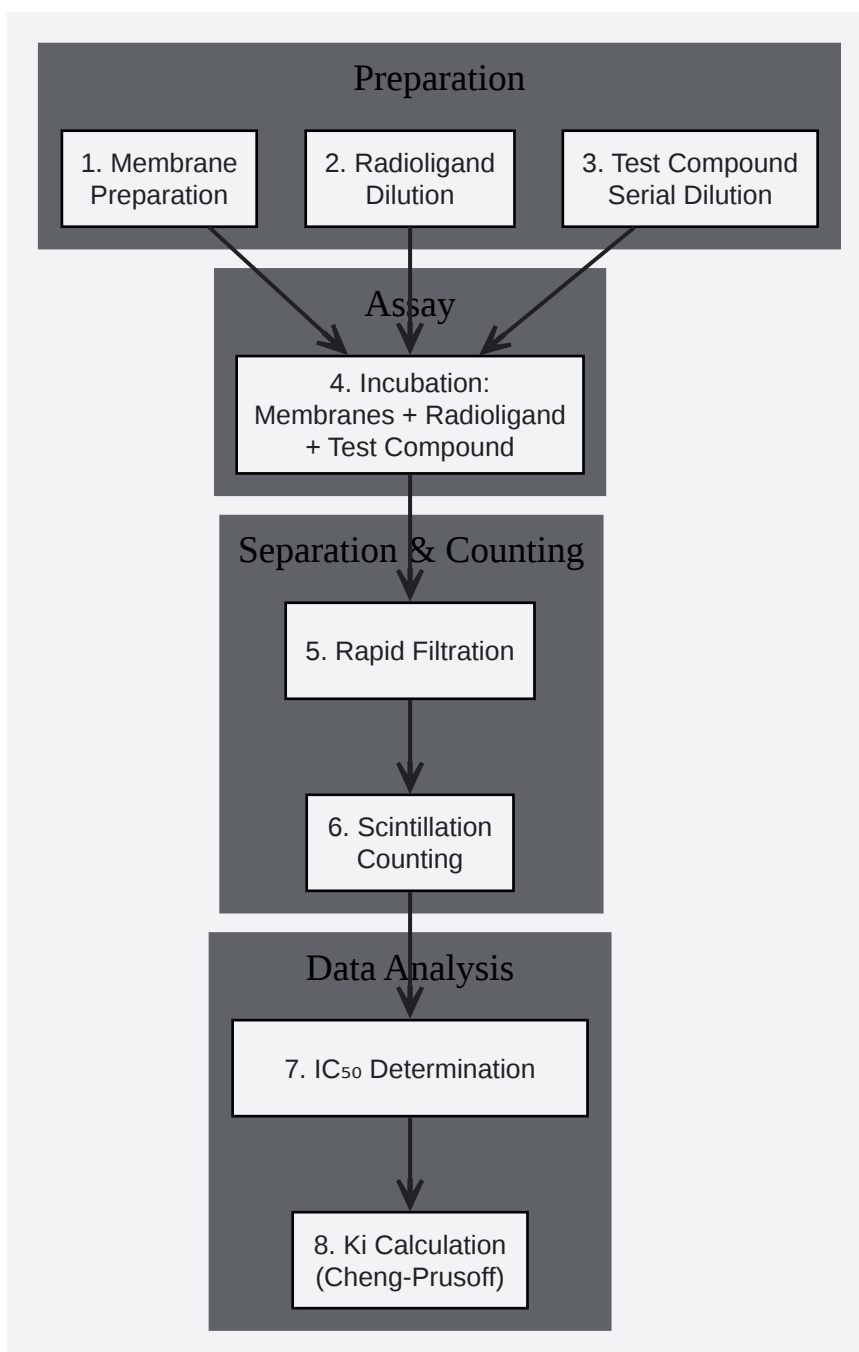 Preparation
1. Membrane
Preparation
2. Radioligand
Dilution
3. Test Compound
Serial Dilution
Assay
4. Incubation:
Membranes + Radioligand
+ Test Compound
Separation & Counting
5. Rapid Filtration
6. Scintillation
Counting
Data Analysis
7. IC₅₀ Determination
8. Ki Calculation
(Cheng-Prusoff)